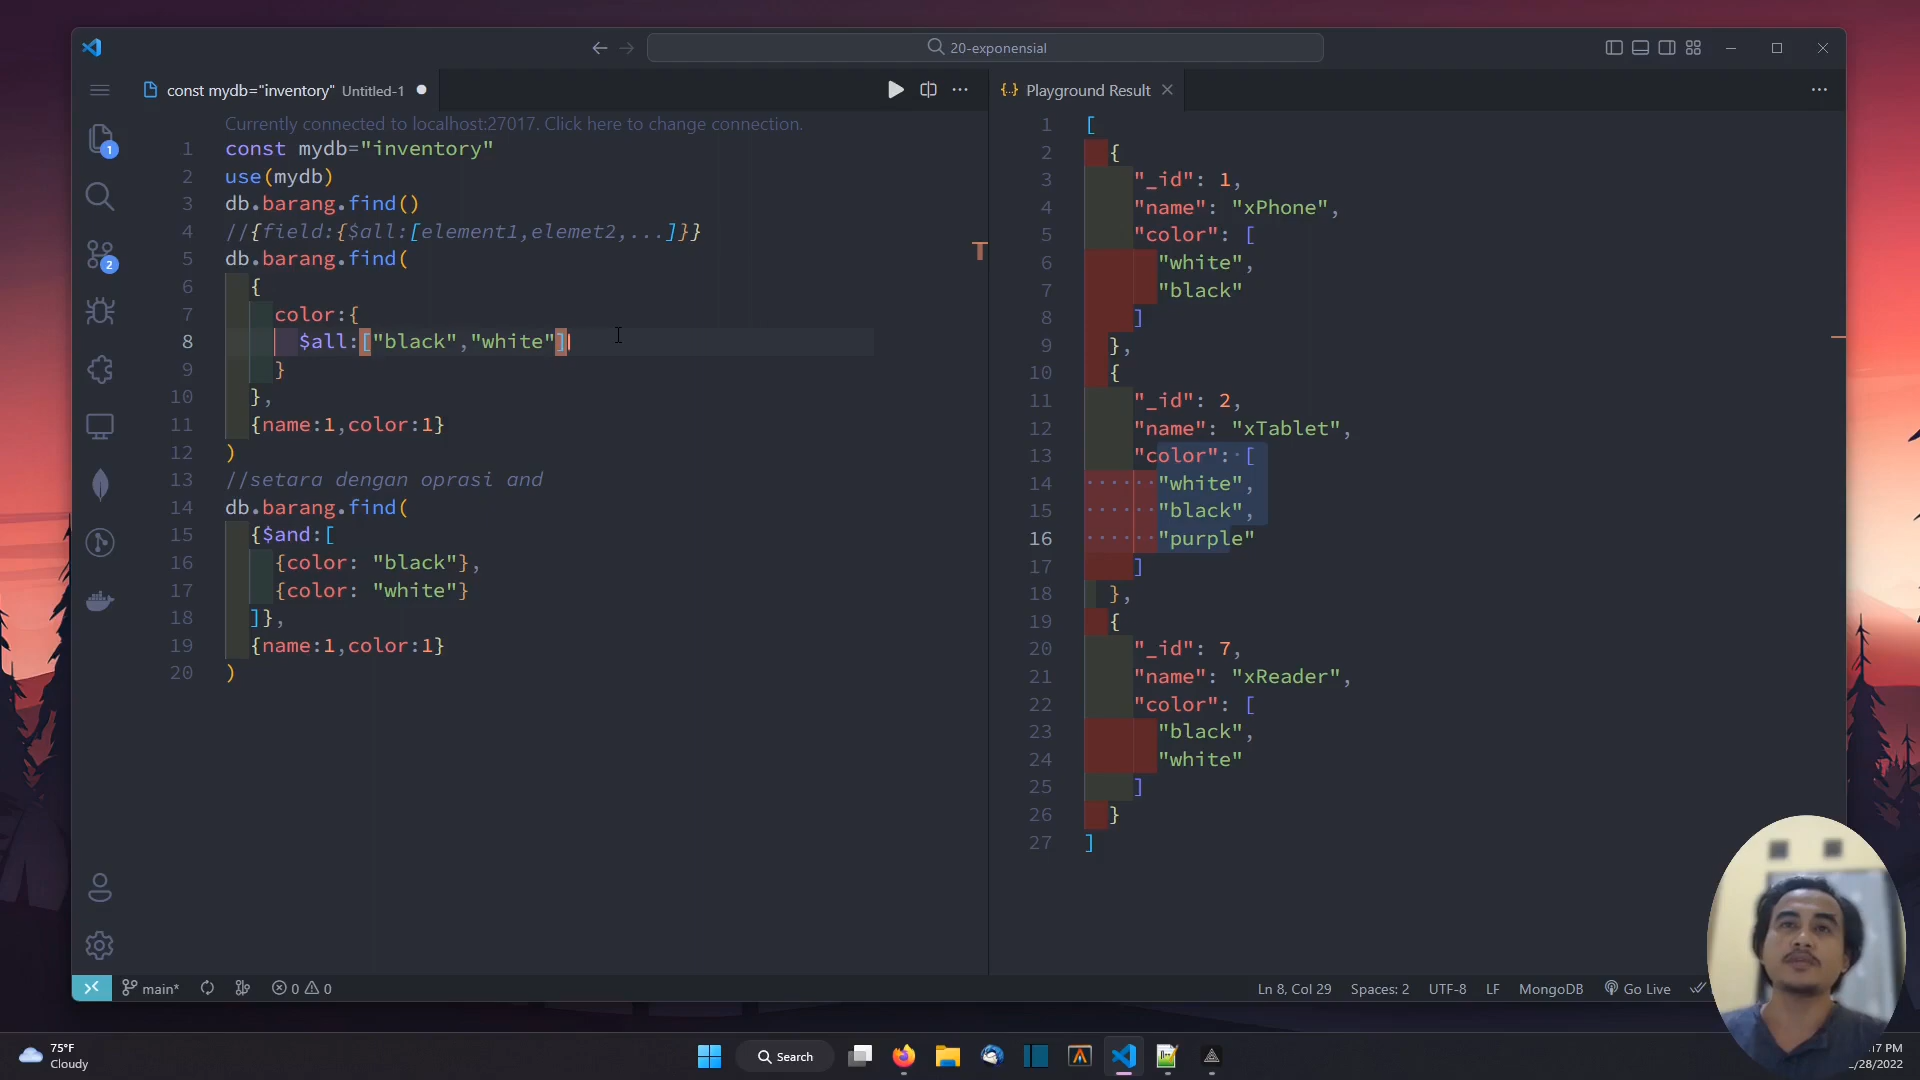 20-exponensial
const mydb="inventory" Untitled-1
Playground Result
Currently connected to localhost:27017. Click here to change connection.
1 const mydb="inventory"
2 use(mydb)
3 db.barang.find()
4 //{field:{$all:[element1,elemet2,...]}}
5 db.barang.find(
6 {
7 color:{
8 $all:["black","white"]
9 }
10 },
11 {name:1,color:1}
12 )
13 //setara dengan oprasi and
14 db.barang.find(
15 {$and:[
16 {color: "black"},
17 {color: "white"}
18 ]},
19 {name:1,color:1}
20 )
1 [
2 {
3 "_id": 1,
4 "name": "xPhone",
5 "color": [
6 "white",
7 "black"
8 ]
9 },
10 {
11 "_id": 2,
12 "name": "xTablet",
13 "color": [
14 "white",
15 "black",
16 "purple"
17 ]
18 },
19 {
20 "_id": 7,
21 "name": "xReader",
22 "color": [
23 "black",
24 "white"
25 ]
26 }
27 ]
1
2
main*
0 0
Ln 8, Col 29 Spaces: 2 UTF-8 LF MongoDB Go Live
75°F
Cloudy
Search
:17 PM
/28/2022